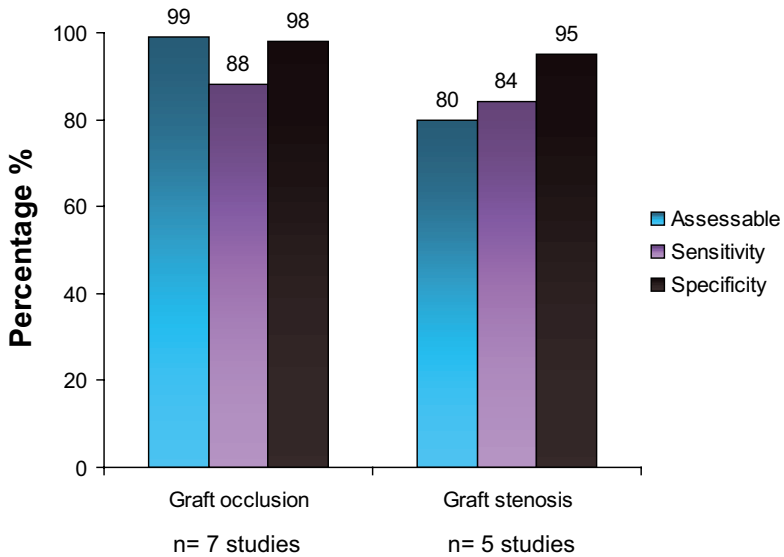 99
88
98
80
84
95
Percentage %
100
80
60
40
20
0
Assessable
Sensitivity
Specificity
Graft occlusion
Graft stenosis
n= 7 studies
n= 5 studies